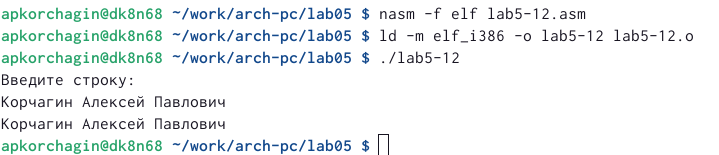 apkorchagin@dk8n68 ~/work/arch-pc/lab05 $ nasm -f elf lab5-12.asm
apkorchagin@dk8n68 ~/work/arch-pc/lab05 $ ld -m elf_i386 -o lab5-12 lab5-12.o
apkorchagin@dk8n68 ~/work/arch-pc/lab05 $ ./lab5-12
Введите строку:
Корчагин Алексей Павлович
Корчагин Алексей Павлович
apkorchagin@dk8n68 ~/work/arch-pc/lab05 $